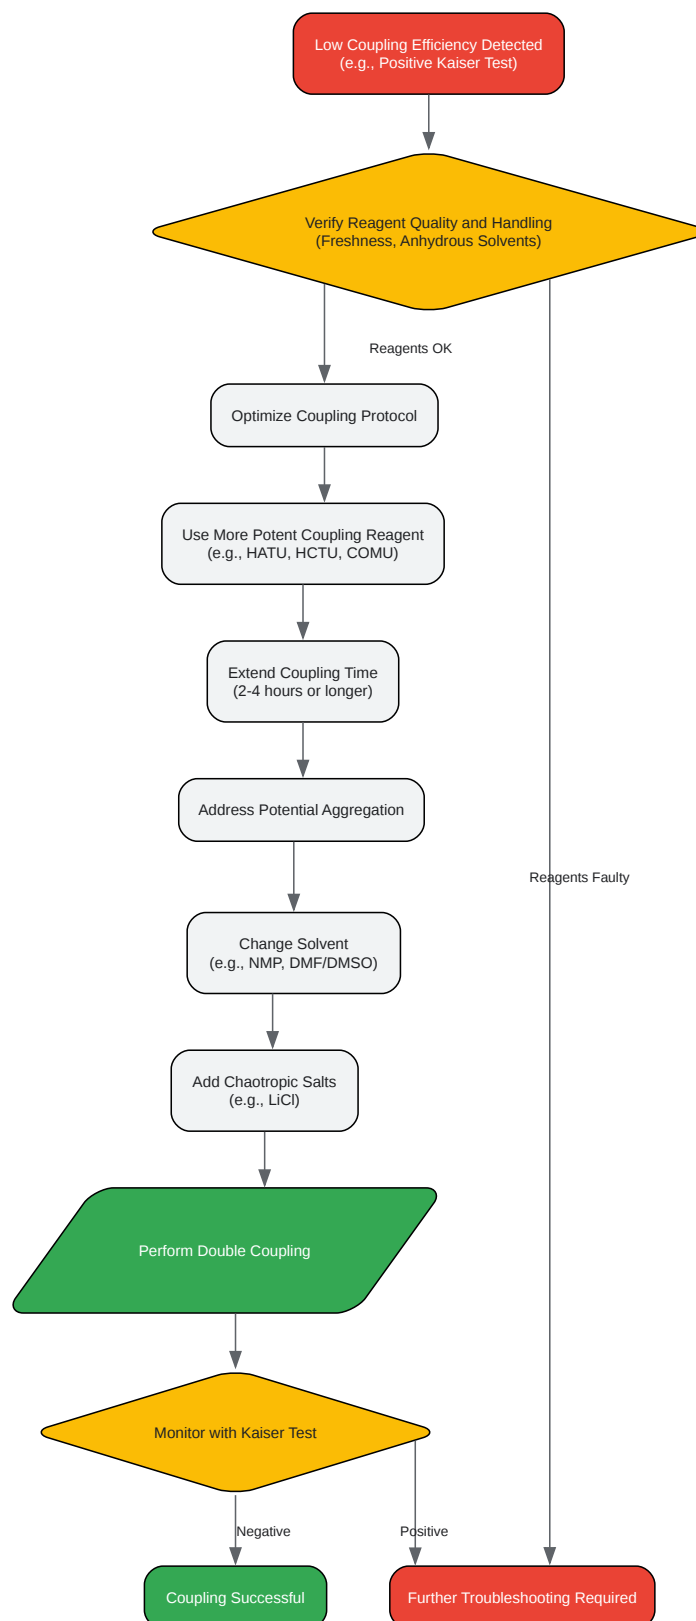 Low Coupling Efficiency Detected
(e.g., Positive Kaiser Test)
Verify Reagent Quality and Handling
(Freshness, Anhydrous Solvents)
Reagents OK
Optimize Coupling Protocol
Use More Potent Coupling Reagent
(e.g., HATU, HCTU, COMU)
Extend Coupling Time
(2-4 hours or longer)
Address Potential Aggregation
Reagents Faulty
Change Solvent
(e.g., NMP, DMF/DMSO)
Add Chaotropic Salts
(e.g., LiCl)
Perform Double Coupling
Monitor with Kaiser Test
Negative
Positive
Coupling Successful
Further Troubleshooting Required